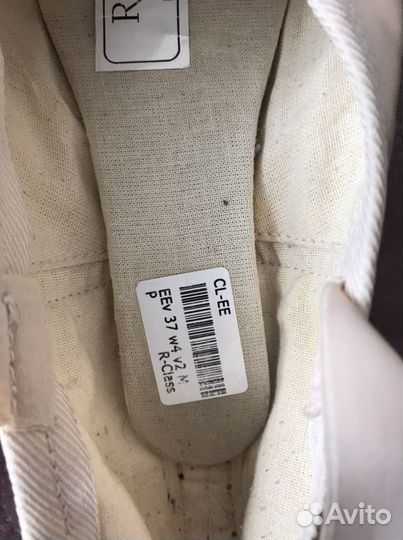 R
CL-EE
EEv 37 w4 v2 M
P R-Class
Avito